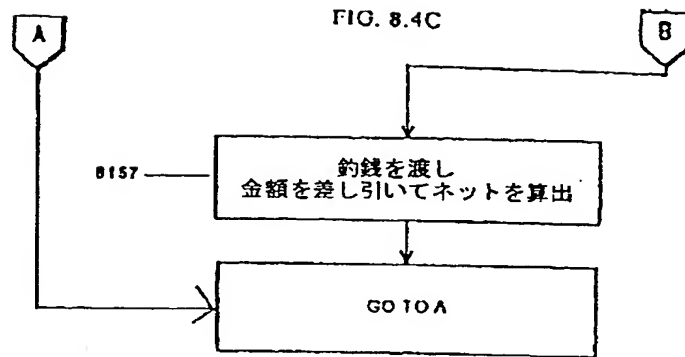 FIG. 8.4C
A
B
8157
釣銭を渡し
金額を差し引いてネットを算出
GO TO A